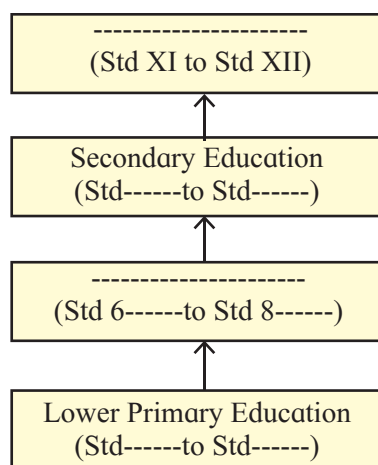 ----------------------
(Std XI to Std XII)
Secondary Education
(Std------to Std------)
----------------------
(Std 6------to Std 8------)
Lower Primary Education
(Std------to Std------)